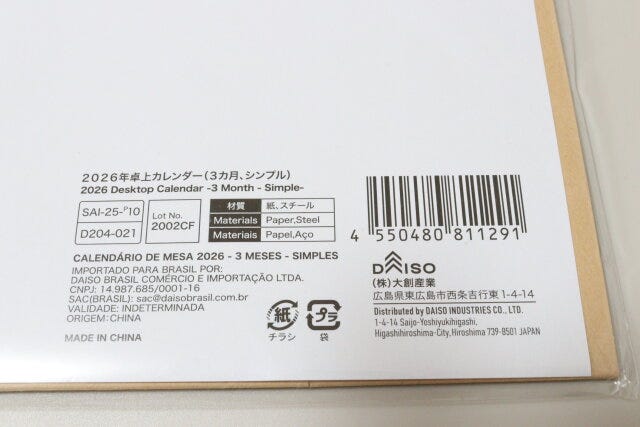 2026年卓上カレンダー(3カ月、シンプル)
2026 Desktop Calendar -3 Month - Simple-
SAI-25-P10
D204-021
Lot No.
2002CF
材質 紙、スチール
Materials Paper,Steel
Materiais Papel,Aço
CALENDÁRIO DE MESA 2026 - 3 MESES - SIMPLES
IMPORTADO PARA BRASIL POR:
DAISO BRASIL COMÉRCIO E IMPORTAÇÃO LTDA.
CNPJ: 14.987.685/0001-16
SAC(BRASIL): sac@daisobrasil.com.br
VALIDADE: INDETERMINADA
ORIGEM: CHINA
MADE IN CHINA
紙
チラシ
プラ
袋
4 550480 811291
DAISO
(株)大創産業
広島県東広島市西条吉行東1-4-14
Distributed by DAISO INDUSTRIES CO., LTD.
1-4-14 Saijo-Yoshiyukihigashi,
Higashihiroshima-City, Hiroshima 739-8501 JAPAN